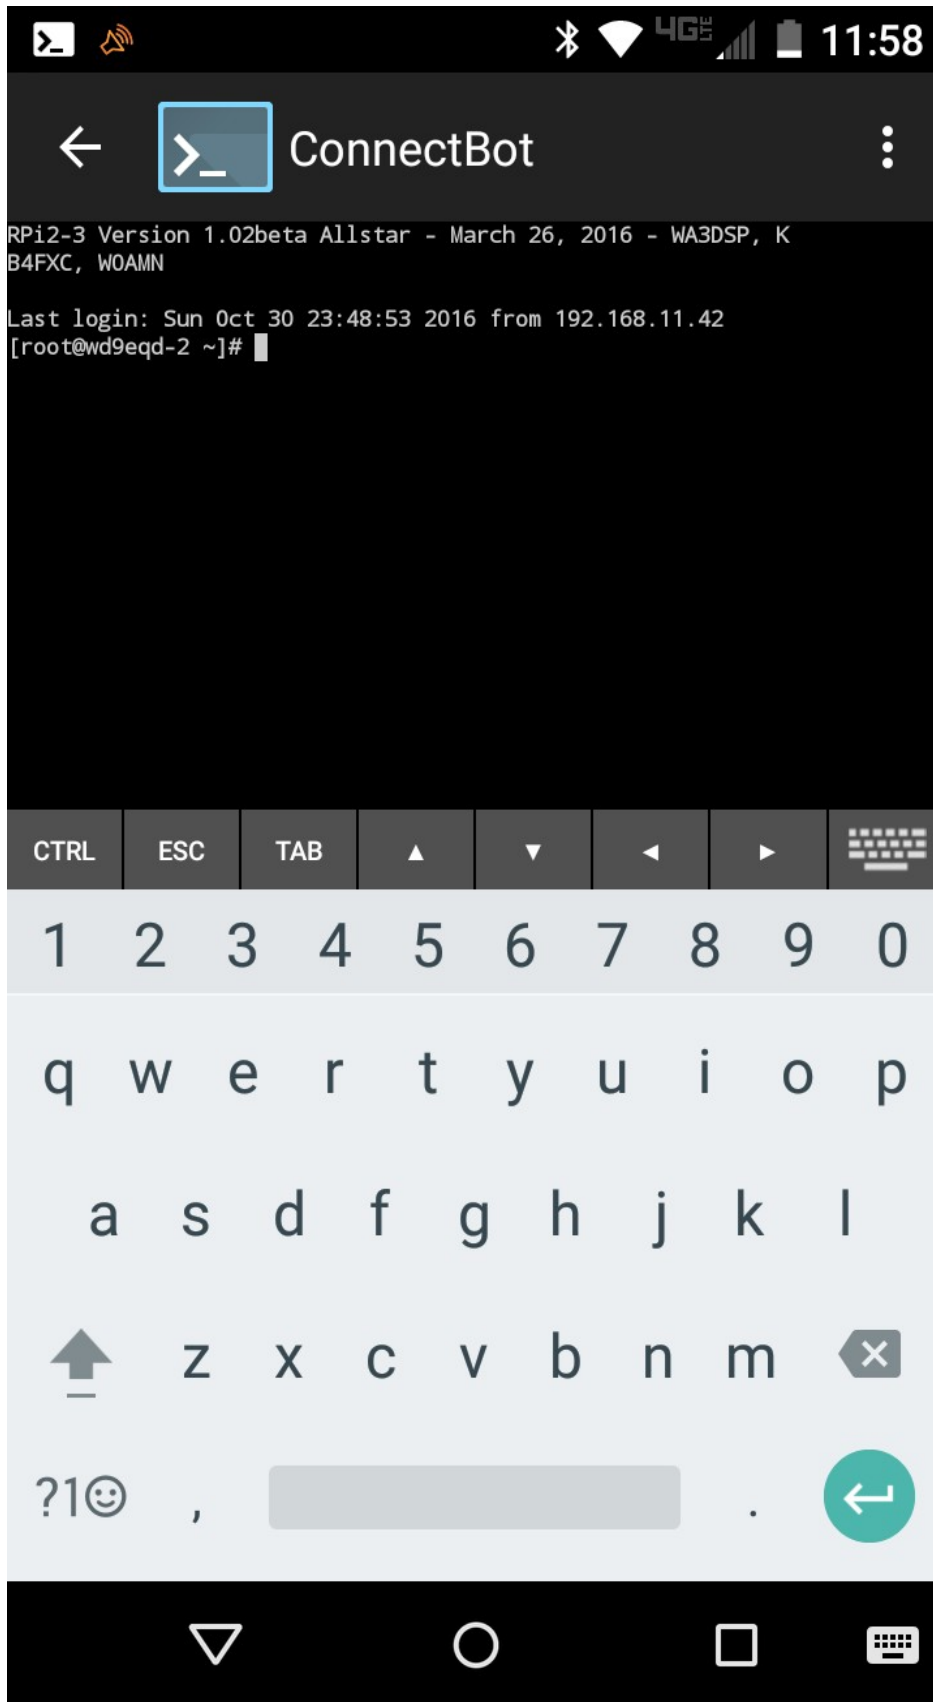 4G LTE 11:58
ConnectBot
RPi2-3 Version 1.02beta Allstar - March 26, 2016 - WA3DSP, K
B4FXC, W0AMN
Last login: Sun Oct 30 23:48:53 2016 from 192.168.11.42
[root@wd9eqd-2 ~]#
CTRL ESC TAB ▲ ▼ ◄ ►
1 2 3 4 5 6 7 8 9 0
q w e r t y u i o p
a s d f g h j k l
z x c v b n m
?1☺ , .